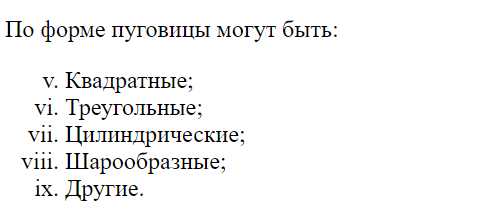 По форме пуговицы могут быть:
v. Квадратные;
vi. Треугольные;
vii. Цилиндрические;
viii. Шарообразные;
ix. Другие.